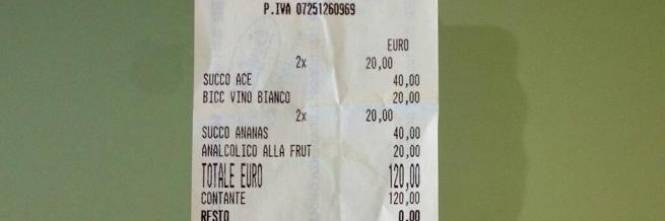 P.IVA 07251260969
EURO
2x 20,00
SUCCO ACE 40,00
BICC VINO BIANCO 20,00
2x 20,00
SUCCO ANANAS 40,00
ANALCOLICO ALLA FRUT 20,00
TOTALE EURO 120,00
CONTANTE 120,00
RESTO 0,00